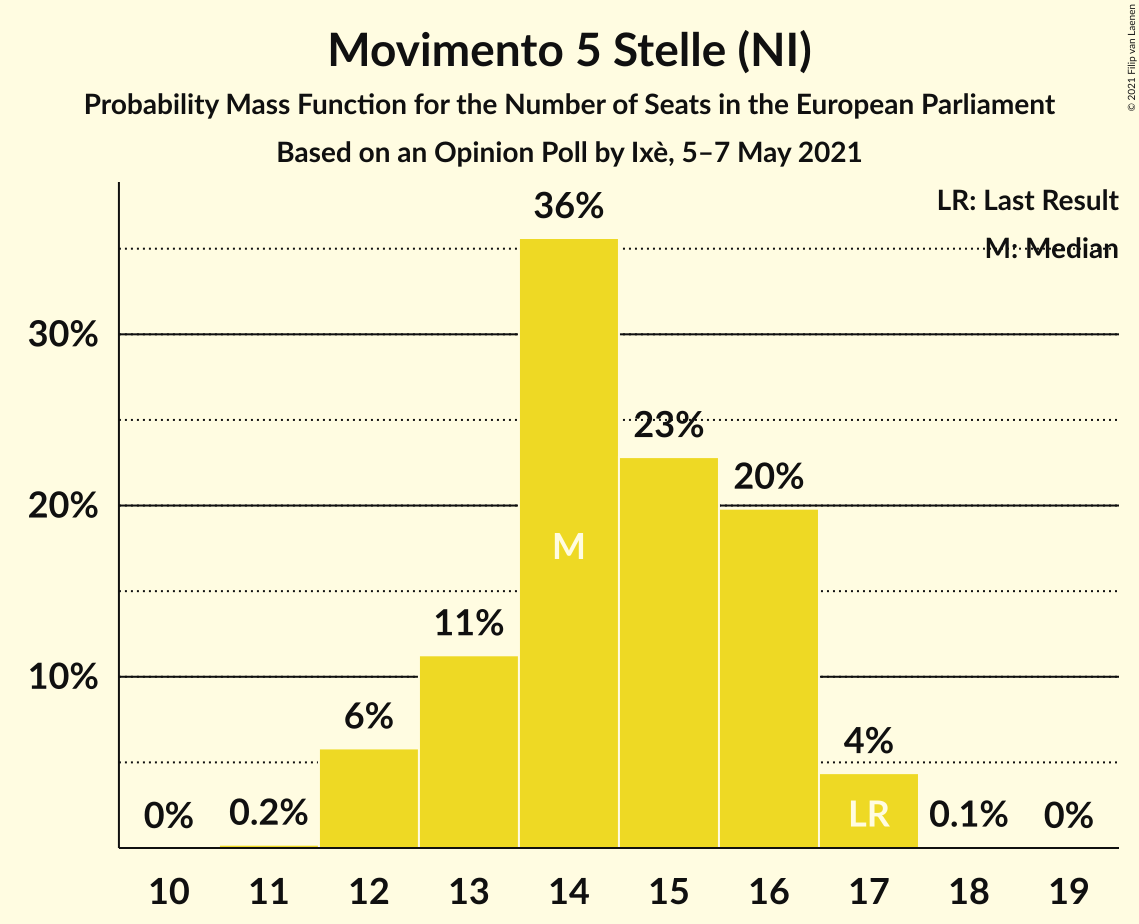 Movimento 5 Stelle (NI)
Probability Mass Function for the Number of Seats in the European Parliament
Based on an Opinion Poll by Ixè, 5–7 May 2021
© 2021 Filip van Laenen
LR: Last Result
M: Median
36%
30%
23%
20%
20%
M
11%
10%
6%
4%
0%
0.2%
LR
0.1%
0%
10 11 12 13 14 15 16 17 18 19